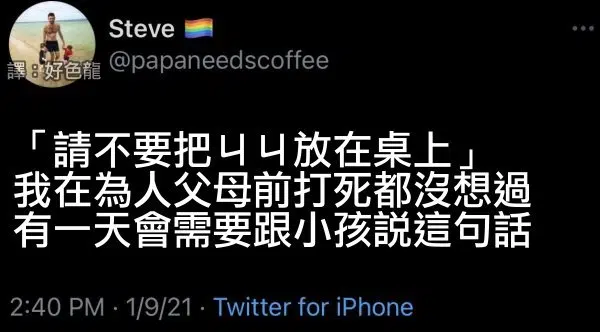 Steve 🏳️‍🌈
@papaneedscoffee
譯：好色龍
「請不要把ㄐㄐ放在桌上」
我在為人父母前打死都沒想過
有一天會需要跟小孩說這句話
2:40 PM · 1/9/21 · Twitter for iPhone